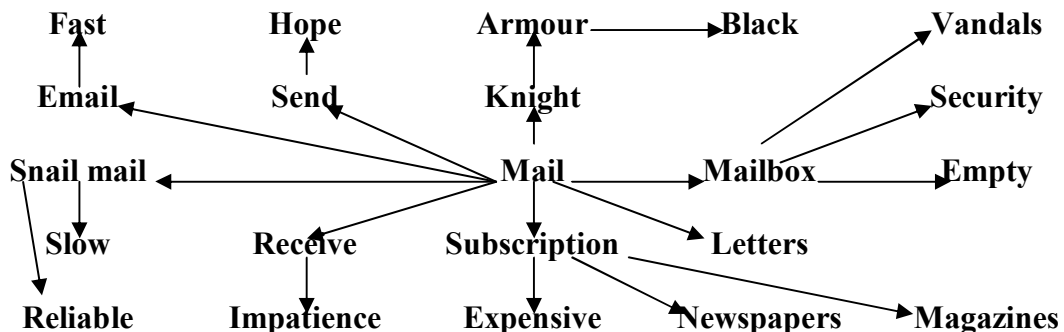 Fast Hope Armour Black Vandals
Email Send Knight Security
Snail mail Mail Mailbox Empty
Slow Receive Subscription Letters
Reliable Impatience Expensive Newspapers Magazines